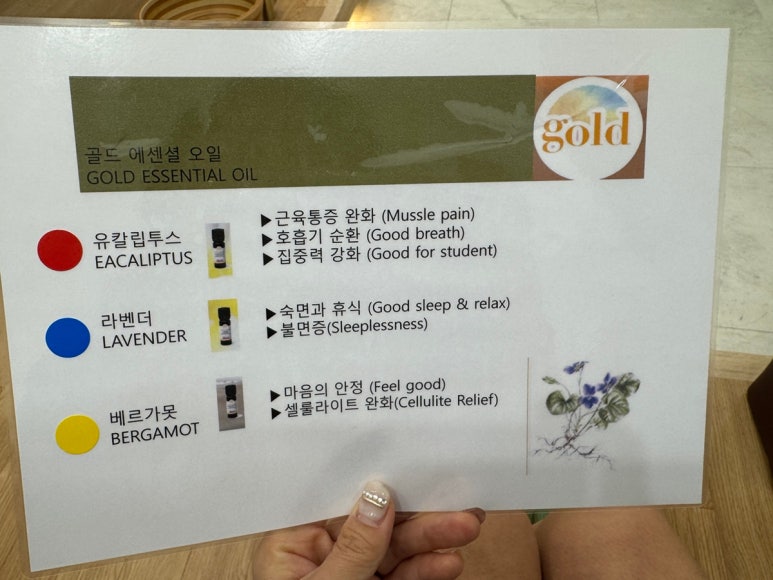 골드 에센셜 오일
GOLD ESSENTIAL OIL
gold
유칼립투스
EACALIPTUS
▶근육통증 완화 (Mussle pain)
▶호흡기 순환 (Good breath)
▶집중력 강화 (Good for student)
라벤더
LAVENDER
▶숙면과 휴식 (Good sleep & relax)
▶불면증(Sleeplessness)
베르가못
BERGAMOT
▶마음의 안정 (Feel good)
▶셀룰라이트 완화(Cellulite Relief)